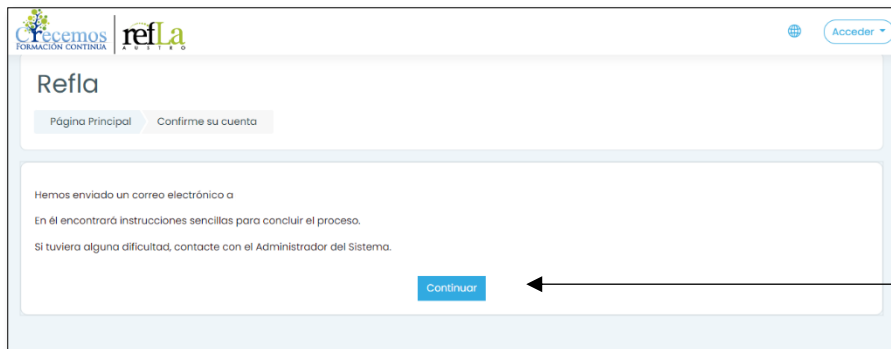 Crecemos
FORMACIÓN CONTINUA
refLa
AUSTRO
Acceder
Refla
Página Principal
Confirme su cuenta
Hemos enviado un correo electrónico a
En él encontrará instrucciones sencillas para concluir el proceso.
Si tuviera alguna dificultad, contacte con el Administrador del Sistema.
Continuar